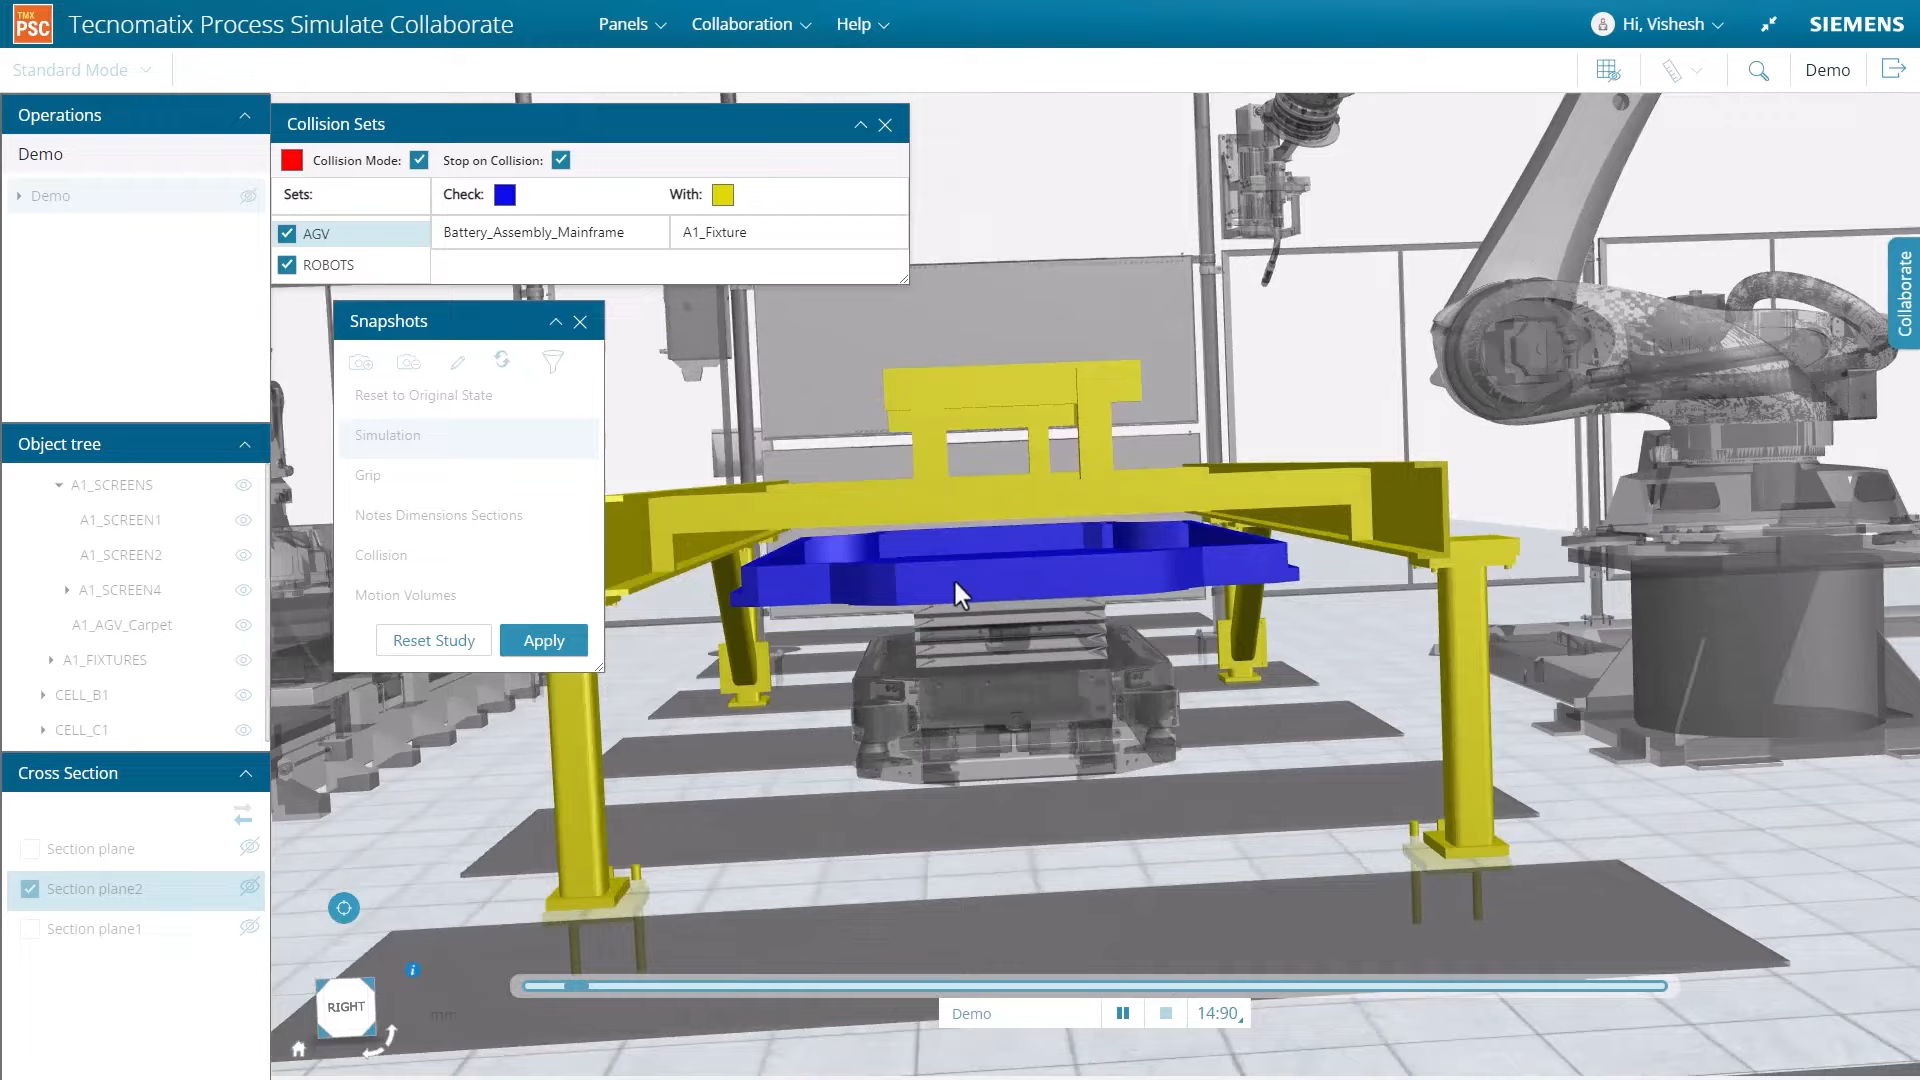 TMX
PSC
Tecnomatix Process Simulate Collaborate
Panels
Collaboration
Help
Hi, Vishesh
SIEMENS
Standard Mode
Demo
Operations
Demo
Demo
Collision Sets
Collision Mode:
Stop on Collision:
Sets:
Check:
With:
AGV
Battery_Assembly_Mainframe
A1_Fixture
ROBOTS
Collaborate
Snapshots
Reset to Original State
Simulation
Grip
Notes Dimensions Sections
Collision
Motion Volumes
Reset Study
Apply
Object tree
A1_SCREENS
A1_SCREEN1
A1_SCREEN2
A1_SCREEN4
A1_AGV_Carpet
A1_FIXTURES
CELL_B1
CELL_C1
Cross Section
Section plane
Section plane2
Section plane1
i
RIGHT
mm
Demo
14:90